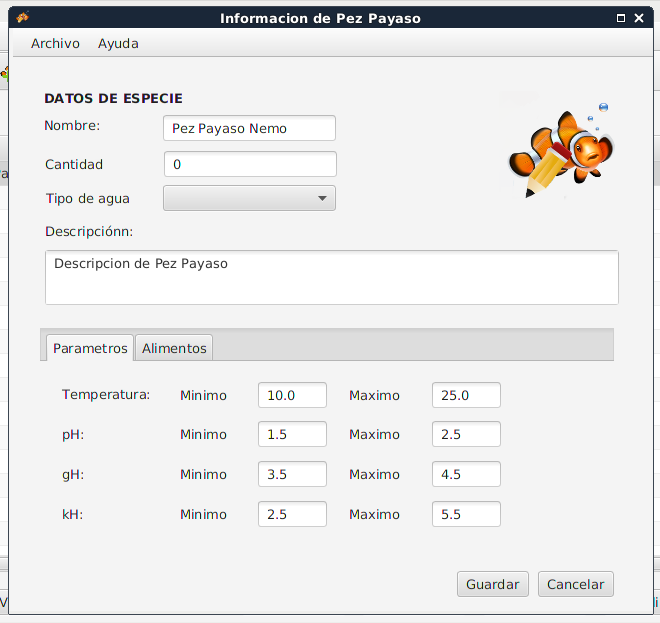 Informacion de Pez Payaso
Archivo Ayuda
DATOS DE ESPECIE
Nombre: Pez Payaso Nemo
Cantidad 0
Tipo de agua
Descripciónn:
Descripcion de Pez Payaso
Parametros Alimentos
Temperatura: Minimo 10.0 Maximo 25.0
pH: Minimo 1.5 Maximo 2.5
gH: Minimo 3.5 Maximo 4.5
kH: Minimo 2.5 Maximo 5.5
Guardar Cancelar